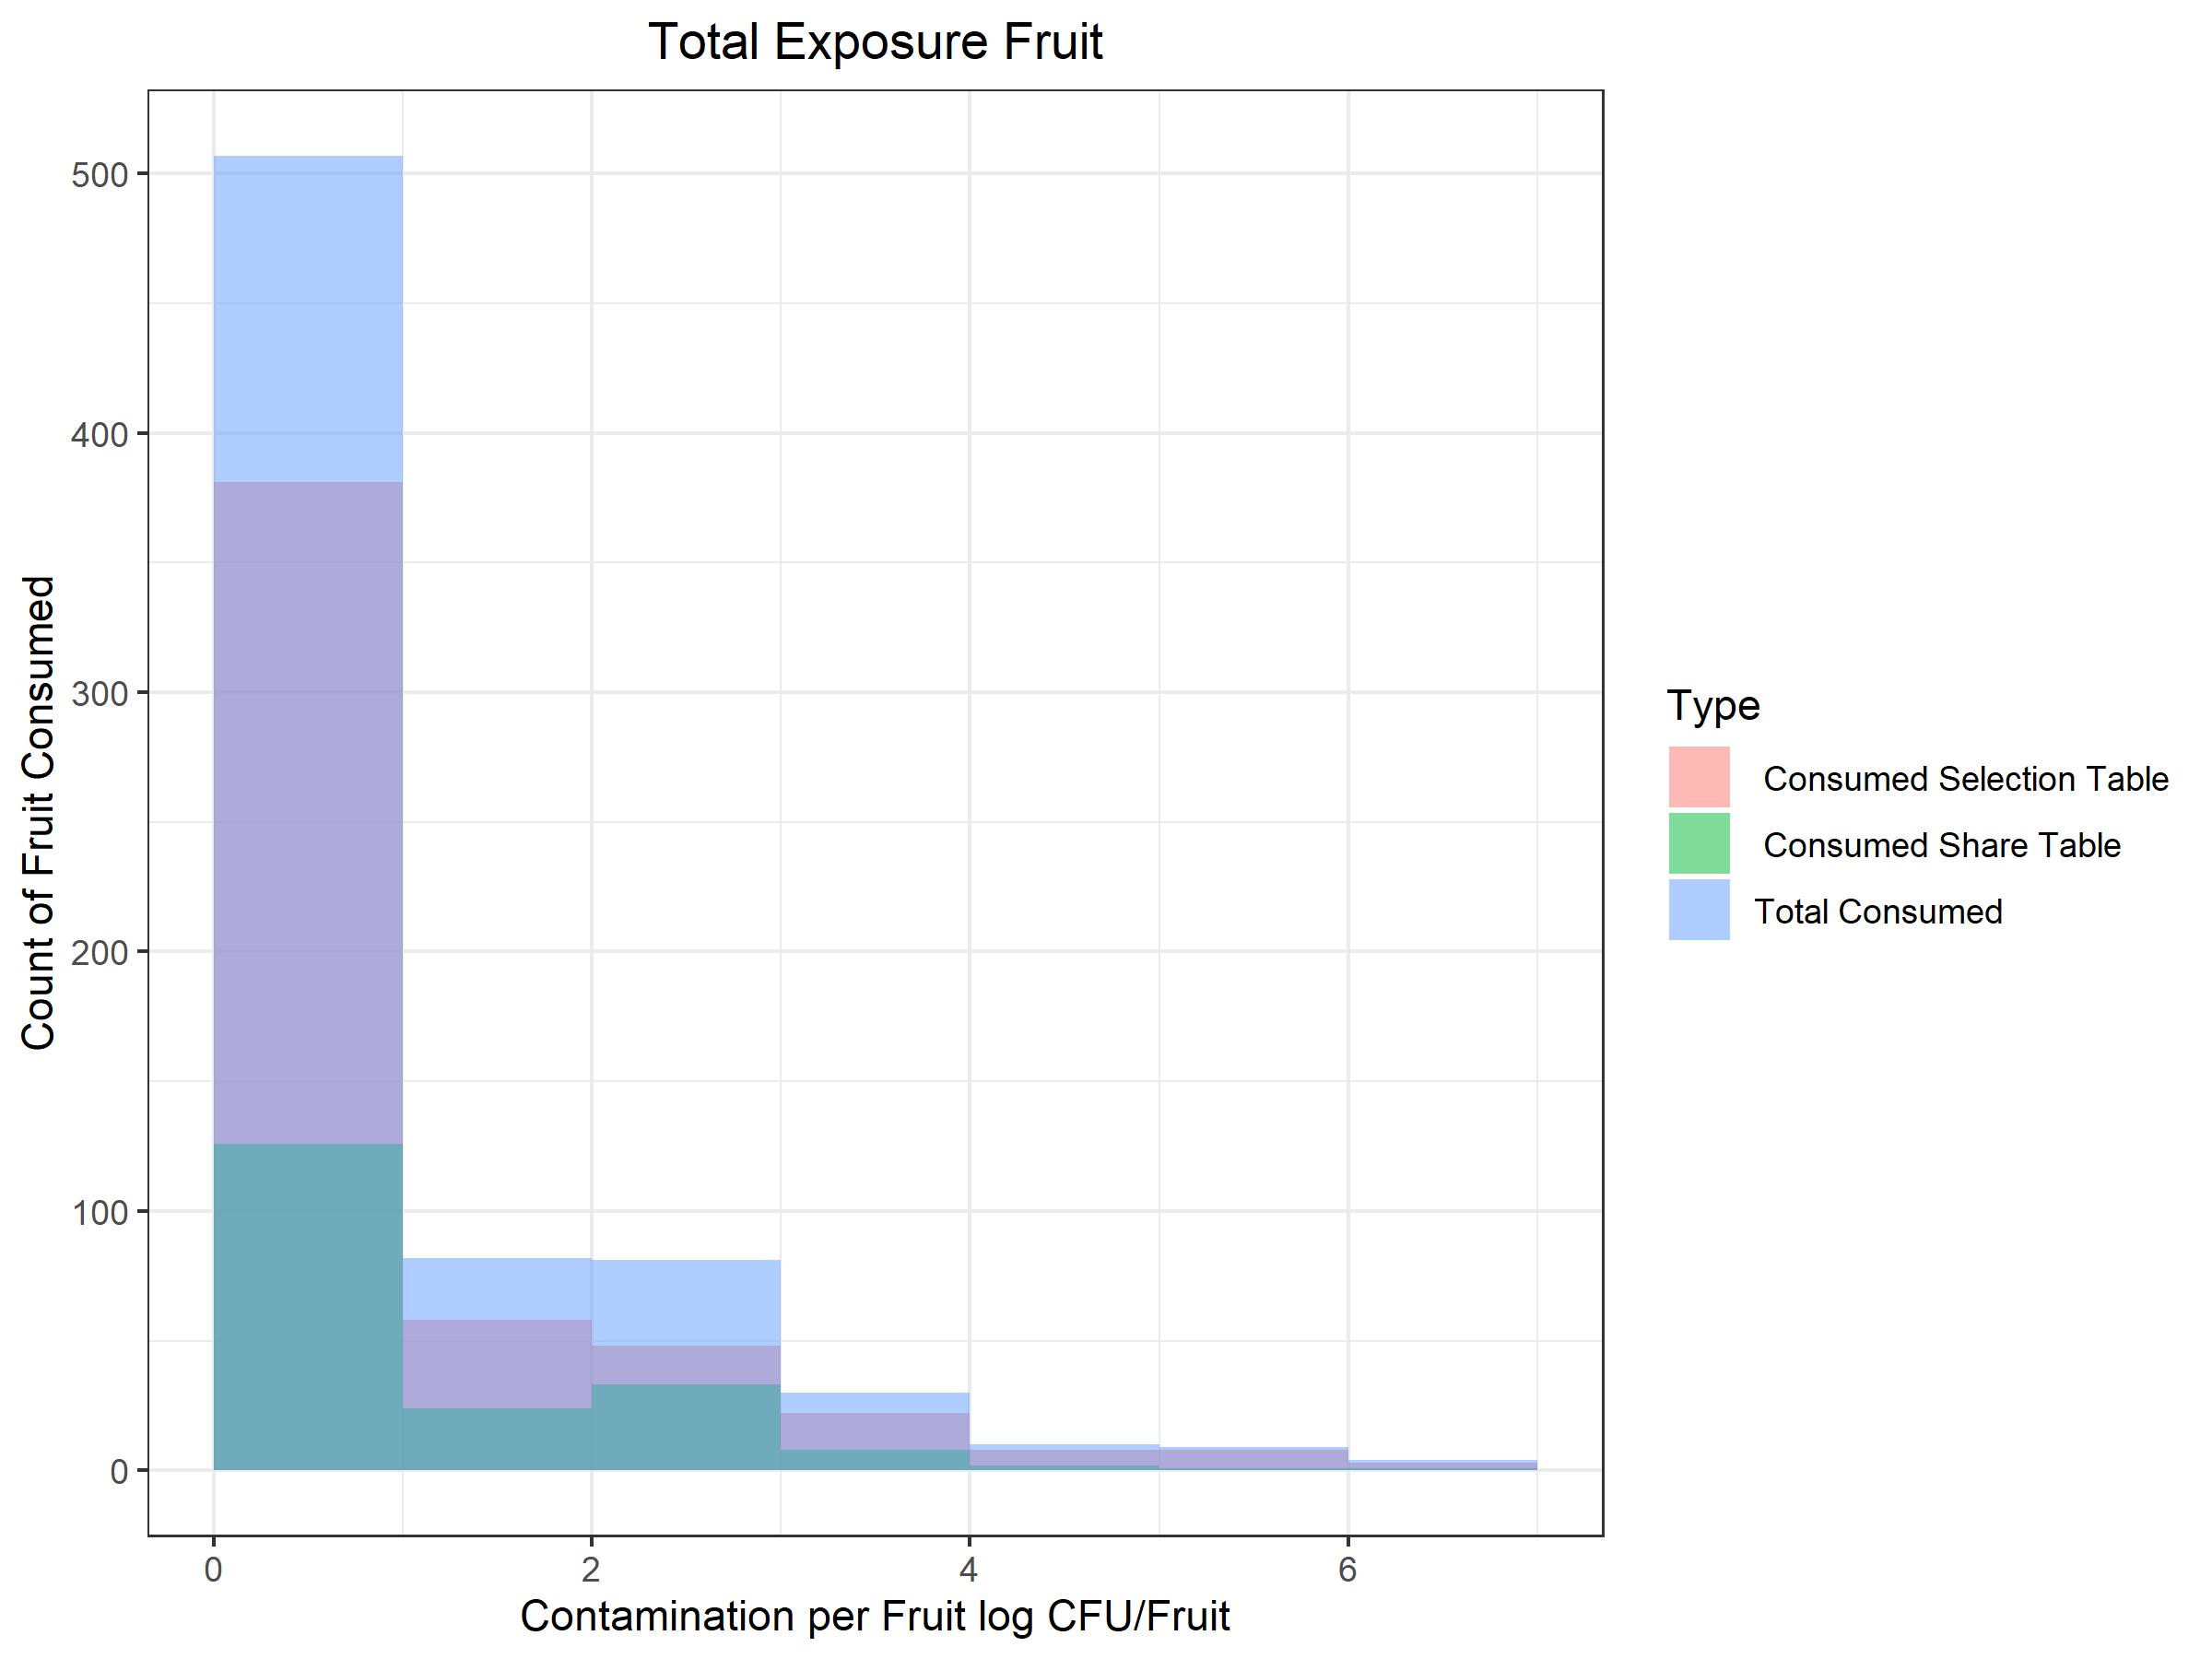 Total Exposure Fruit
Count of Fruit Consumed
500
400
300
200
100
0
0 2 4 6
Contamination per Fruit log CFU/Fruit
Type
Consumed Selection Table
Consumed Share Table
Total Consumed